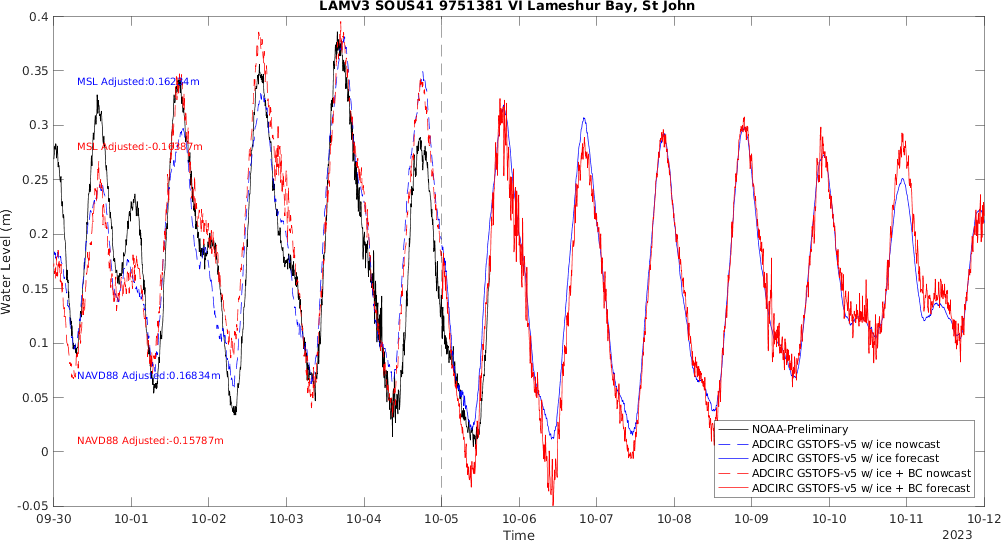 LAMV3 SOUS41 9751381 VI Lameshur Bay, St John
0.4
0.35
0.3
0.25
0.2
0.15
0.1
0.05
0
-0.05
Water Level (m)
MSL Adjusted:0.16234m
MSL Adjusted:-0.16387m
NAVD88 Adjusted:0.16834m
NAVD88 Adjusted:-0.15787m
NOAA-Preliminary
ADCIRC GSTOFS-v5 w/ ice nowcast
ADCIRC GSTOFS-v5 w/ ice forecast
ADCIRC GSTOFS-v5 w/ ice + BC nowcast
ADCIRC GSTOFS-v5 w/ ice + BC forecast
09-30 10-01 10-02 10-03 10-04 10-05 10-06 10-07 10-08 10-09 10-10 10-11 10-12
Time
2023